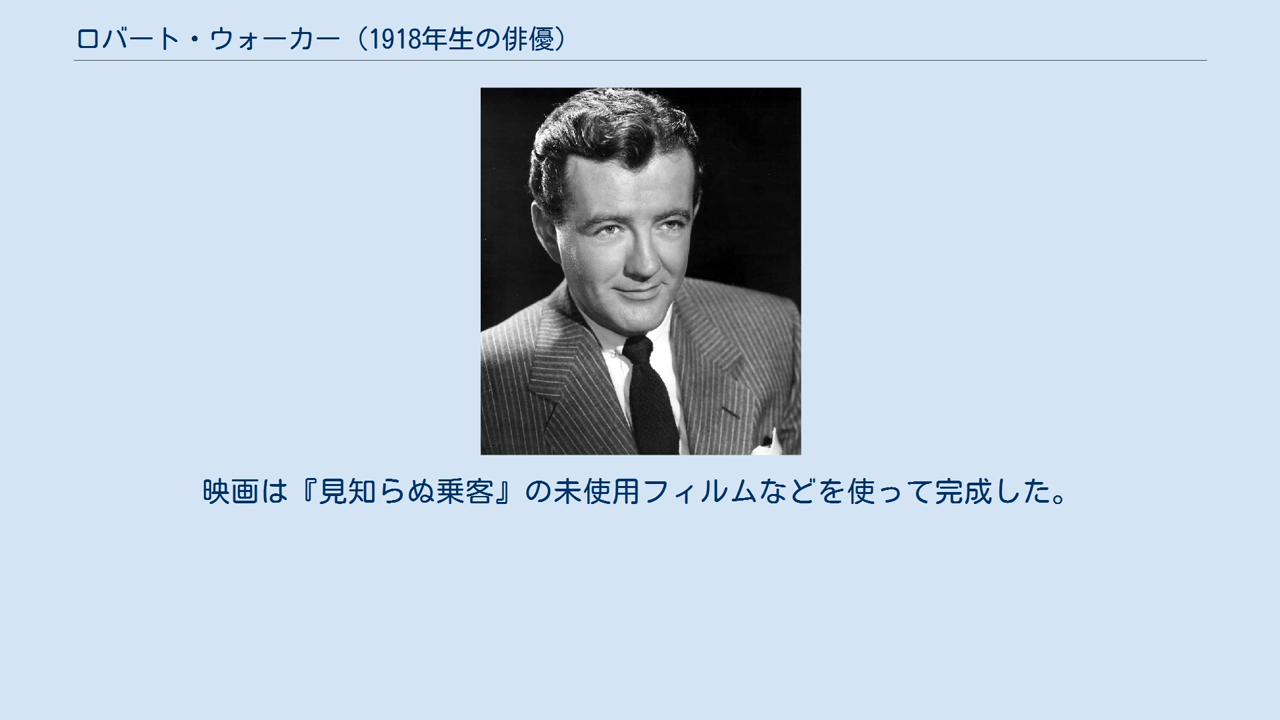 ロバート・ウォーカー（1918年生の俳優）
映画は『見知らぬ乗客』の未使用フィルムなどを使って完成した。